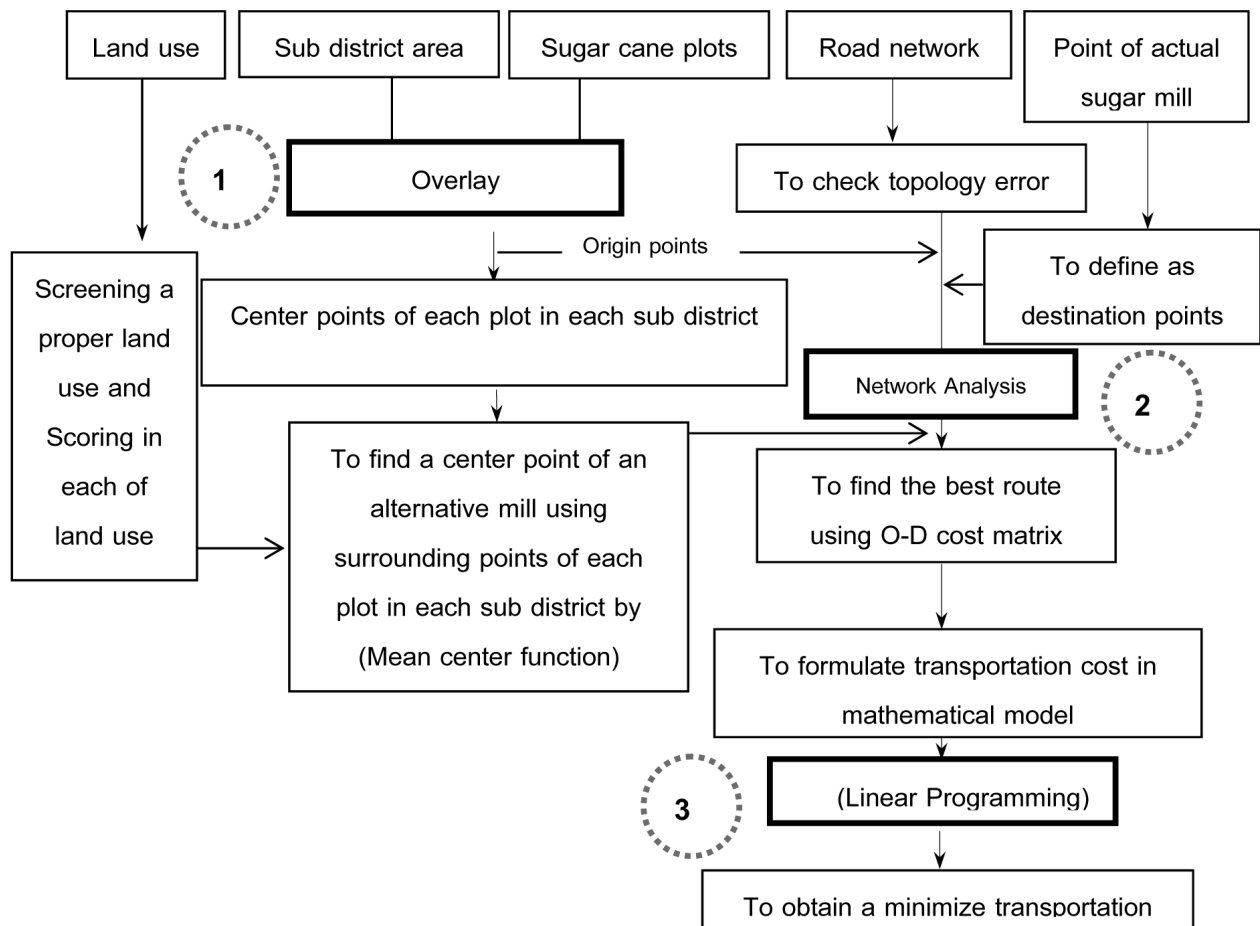 Land use
Sub district area
Sugar cane plots
Road network
Point of actual
sugar mill
1
Overlay
To check topology error
Origin points
To define as
destination points
Screening a
proper land
use and
Scoring in
each of
land use
Center points of each plot in each sub district
Network Analysis
2
To find a center point of an
alternative mill using
surrounding points of each
plot in each sub district by
(Mean center function)
To find the best route
using O-D cost matrix
To formulate transportation cost in
mathematical model
3
(Linear Programming)
To obtain a minimize transportation